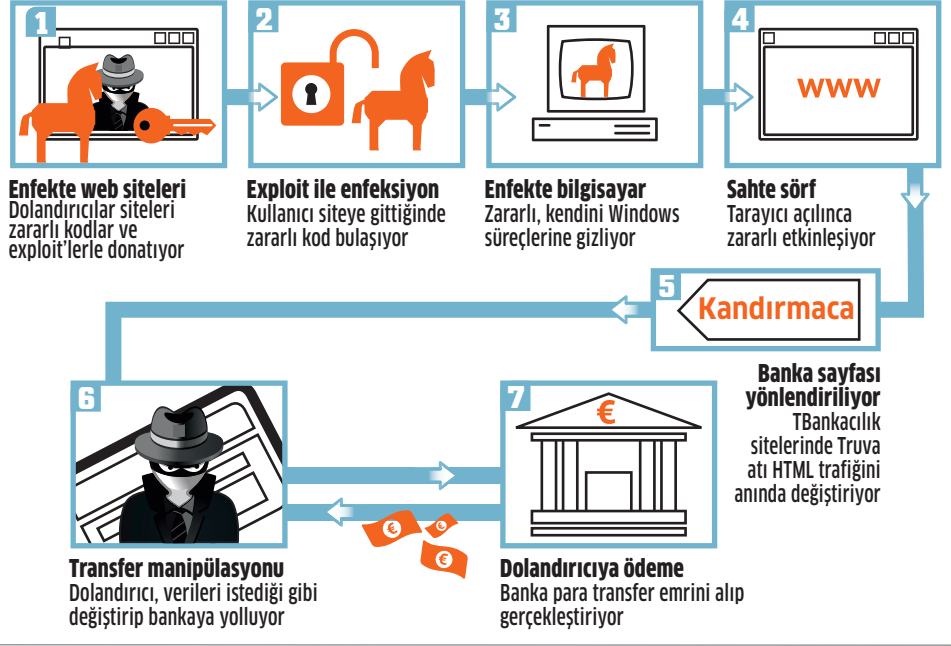 1
Enfekte web siteleri
Dolandırıcılar siteleri
zararlı kodlar ve
exploit'lerle donatıyor
2
Exploit ile enfeksiyon
Kullanıcı siteye gittiğinde
zararlı kod bulaşıyor
3
Enfekte bilgisayar
Zararlı, kendini Windows
süreçlerine gizliyor
4
www
Sahte sörf
Tarayıcı açılınca
zararlı etkinleşiyor
5
Kandırmaca
Banka sayfası
yönlendiriliyor
TBankacılık
sitelerinde Truva
atı HTML trafiğini
anında değiştiriyor
6
Transfer manipülasyonu
Dolandırıcı, verileri istediği gibi
değiştirip bankaya yolluyor
7
€
€
€
€
Dolandırıcıya ödeme
Banka para transfer emrini alıp
gerçekleştiriyor